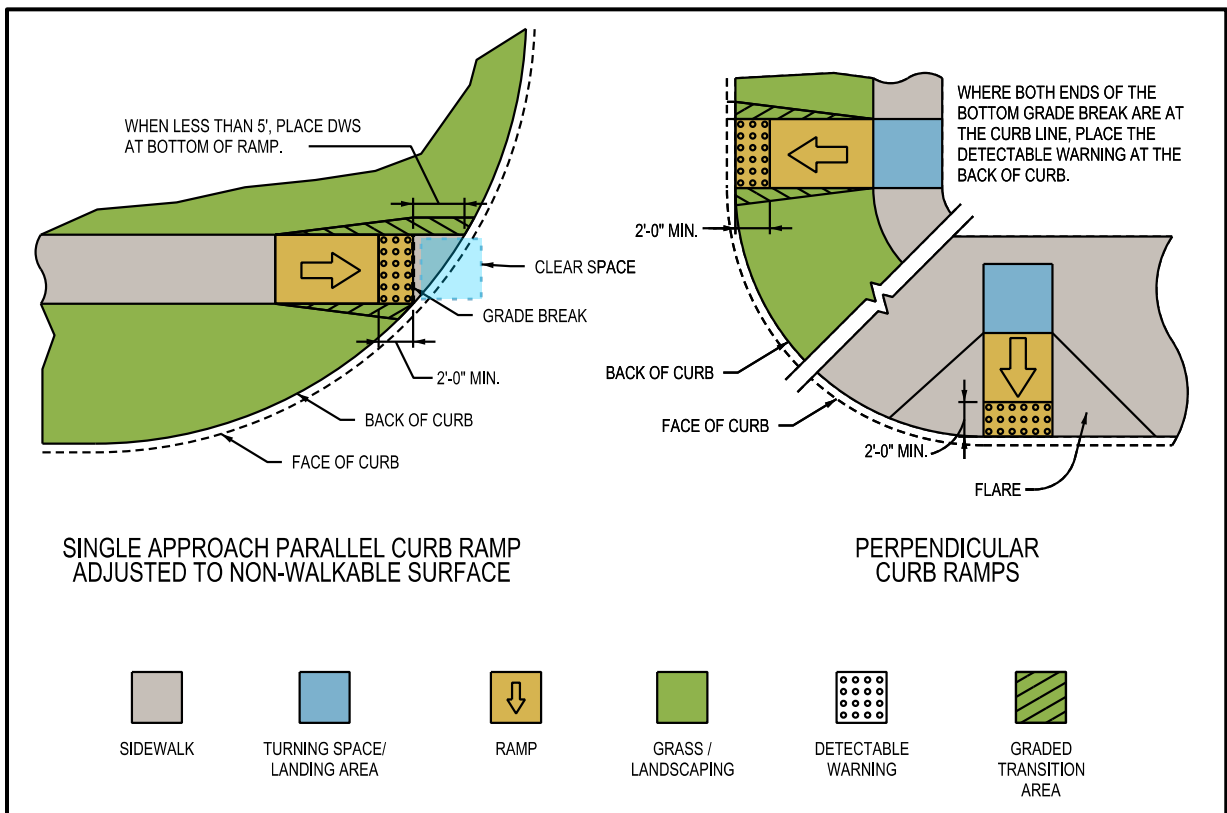 WHEN LESS THAN 5', PLACE DWS
AT BOTTOM OF RAMP.
CLEAR SPACE
GRADE BREAK
2'-0" MIN.
BACK OF CURB
FACE OF CURB
SINGLE APPROACH PARALLEL CURB RAMP
ADJUSTED TO NON-WALKABLE SURFACE
WHERE BOTH ENDS OF THE
BOTTOM GRADE BREAK ARE AT
THE CURB LINE, PLACE THE
DETECTABLE WARNING AT THE
BACK OF CURB.
2'-0" MIN.
BACK OF CURB
FACE OF CURB
2'-0" MIN.
FLARE
PERPENDICULAR
CURB RAMPS
SIDEWALK
TURNING SPACE/
LANDING AREA
RAMP
GRASS /
LANDSCAPING
DETECTABLE
WARNING
GRADED
TRANSITION
AREA